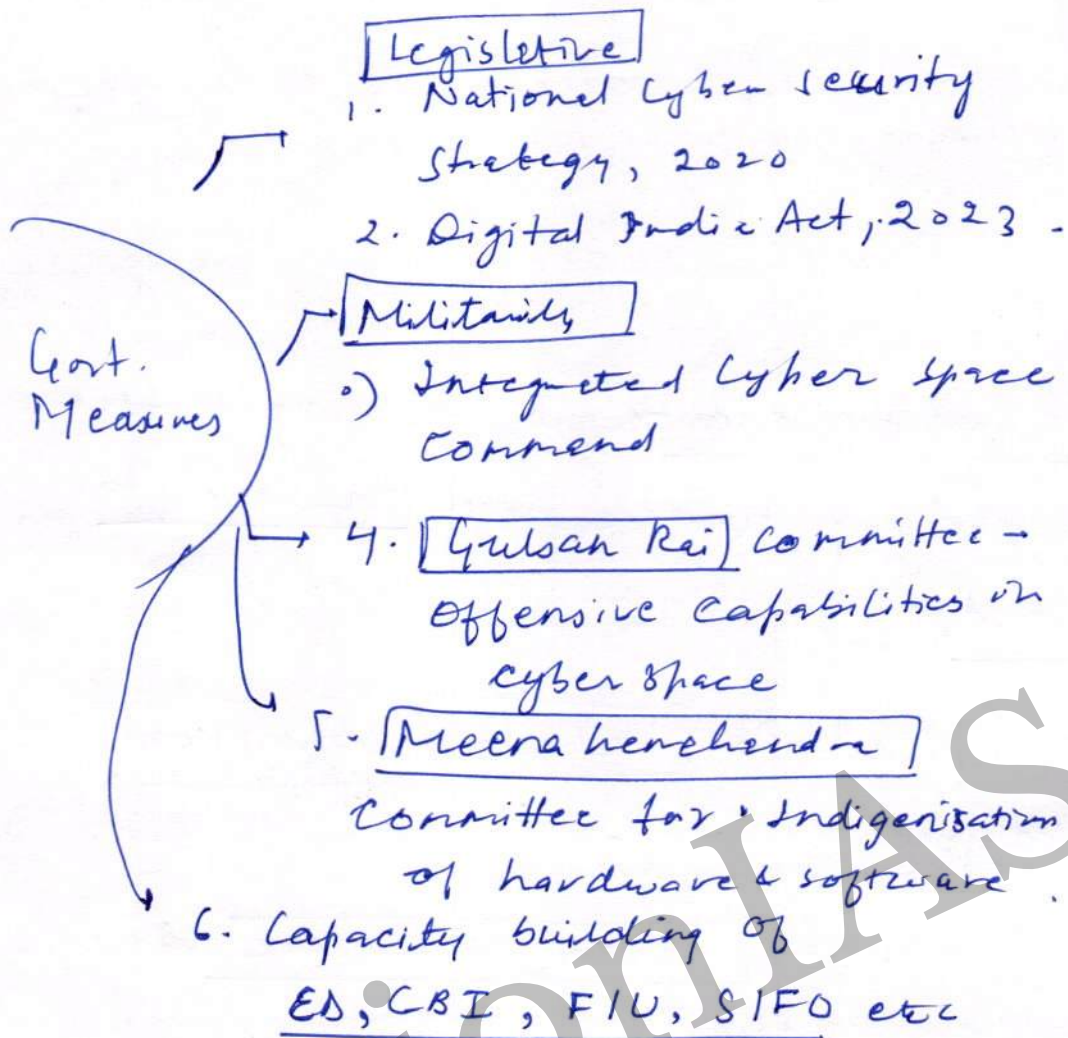 Legislative
1. National Cyber security
Strategy, 2020
2. Digital India Act, 2023.
Govt.
Measures
Militarily
•) Integrated Cyber space
Command
4. Gulsan Rai committee -
offensive capabilities in
cyber space
5. Meena
Committee for Indigenisation
of hardware & software.
6. Capacity building of
ED, CBI, FIU, SIFO etc
ionIAS